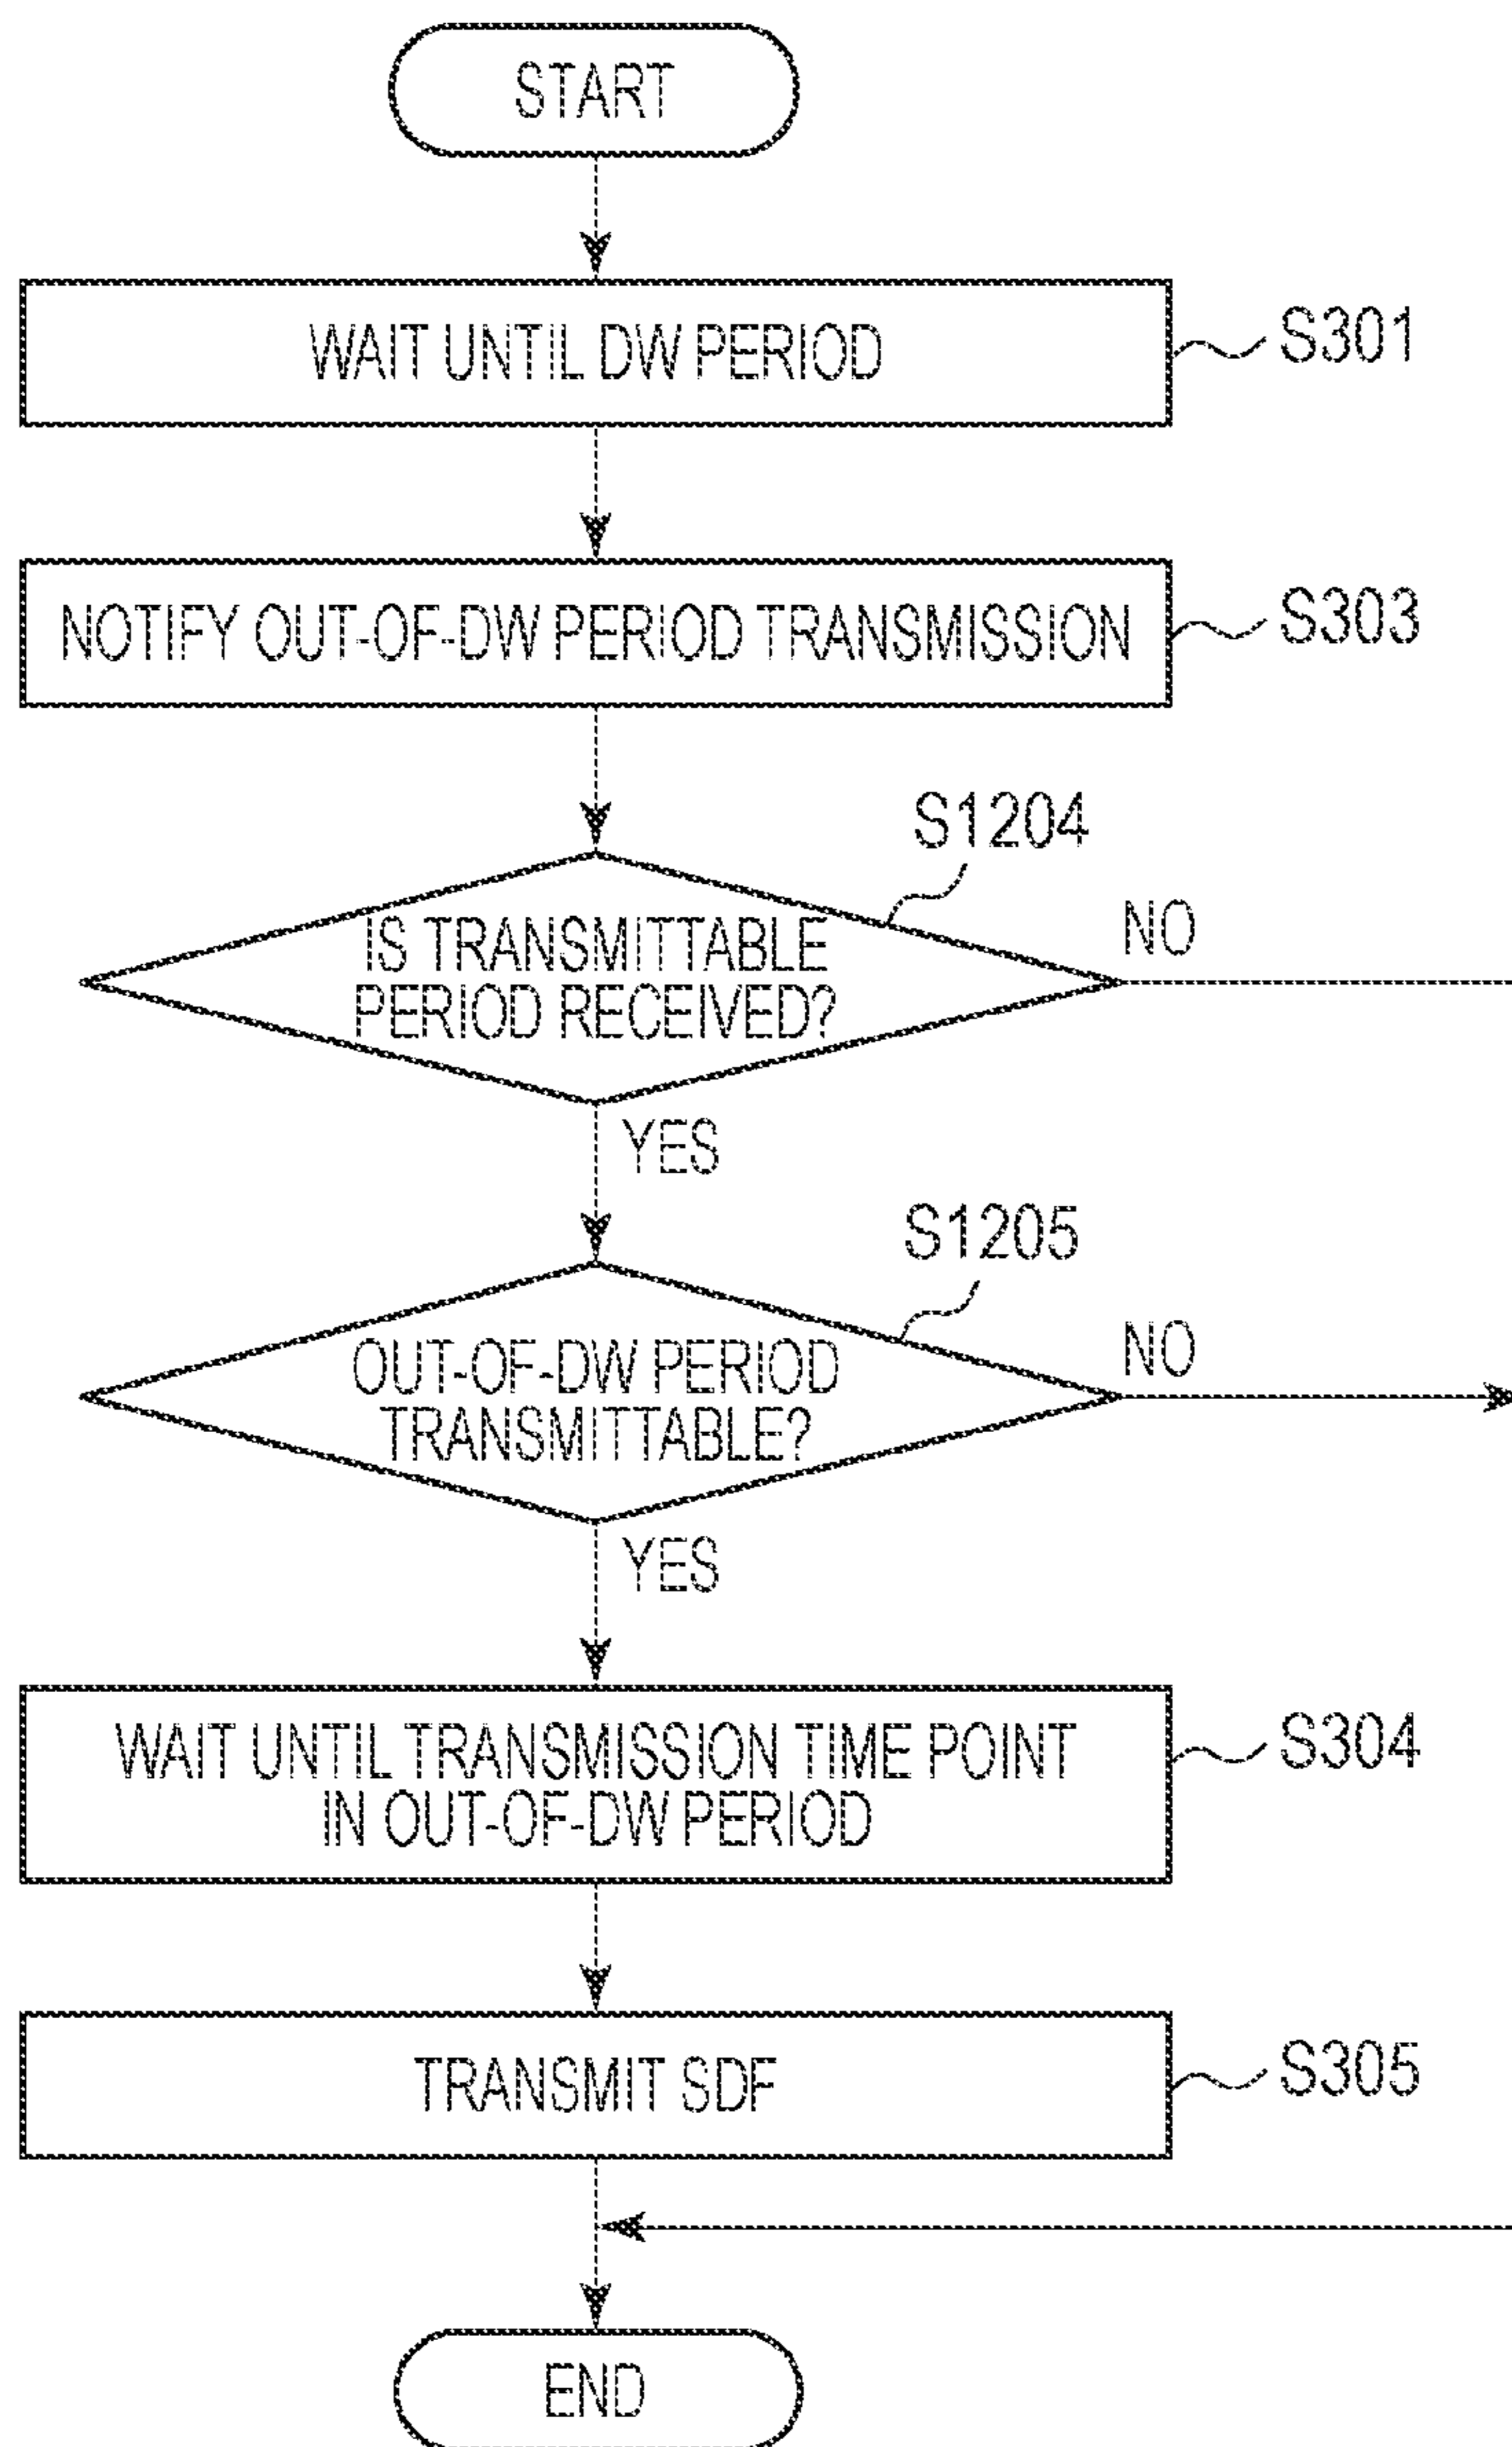 START
WAIT UNTIL DW PERIOD
S301
NOTIFY OUT-OF-DW PERIOD TRANSMISSION
S303
S1204
IS TRANSMITTABLE
PERIOD RECEIVED?
NO
YES
S1205
OUT-OF-DW PERIOD
TRANSMITTABLE?
NO
YES
WAIT UNTIL TRANSMISSION TIME POINT
IN OUT-OF-DW PERIOD
S304
TRANSMIT SDF
S305
END